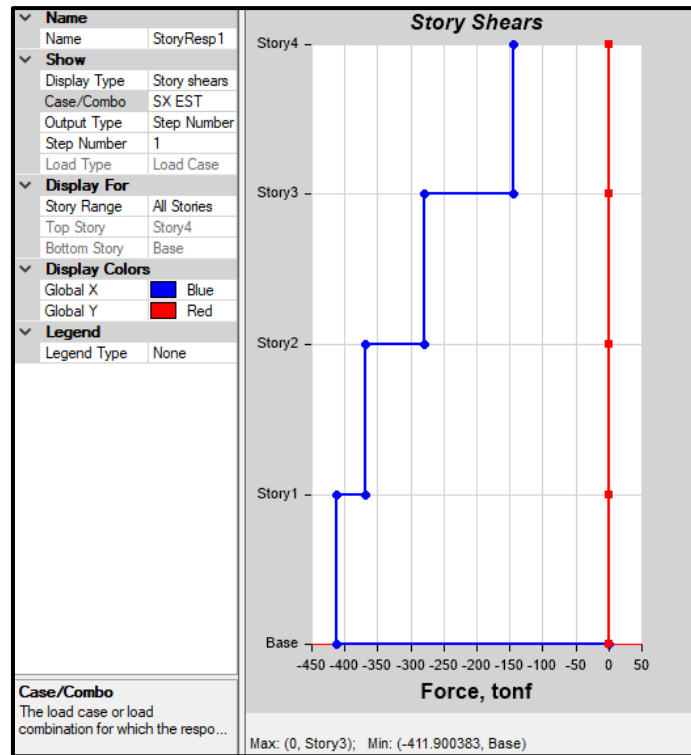 Name
Name StoryResp1
Show
Display Type Story shears
Case/Combo SX EST
Output Type Step Number
Step Number 1
Load Type Load Case
Display For
Story Range All Stories
Top Story Story4
Bottom Story Base
Display Colors
Global X Blue
Global Y Red
Legend
Legend Type None
Case/Combo
The load case or load
combination for which the respo...
Story Shears
Story4
Story3
Story2
Story1
Base
-450 -400 -350 -300 -250 -200 -150 -100 -50 0 50
Force, tonf
Max: (0, Story3); Min: (-411.900383, Base)